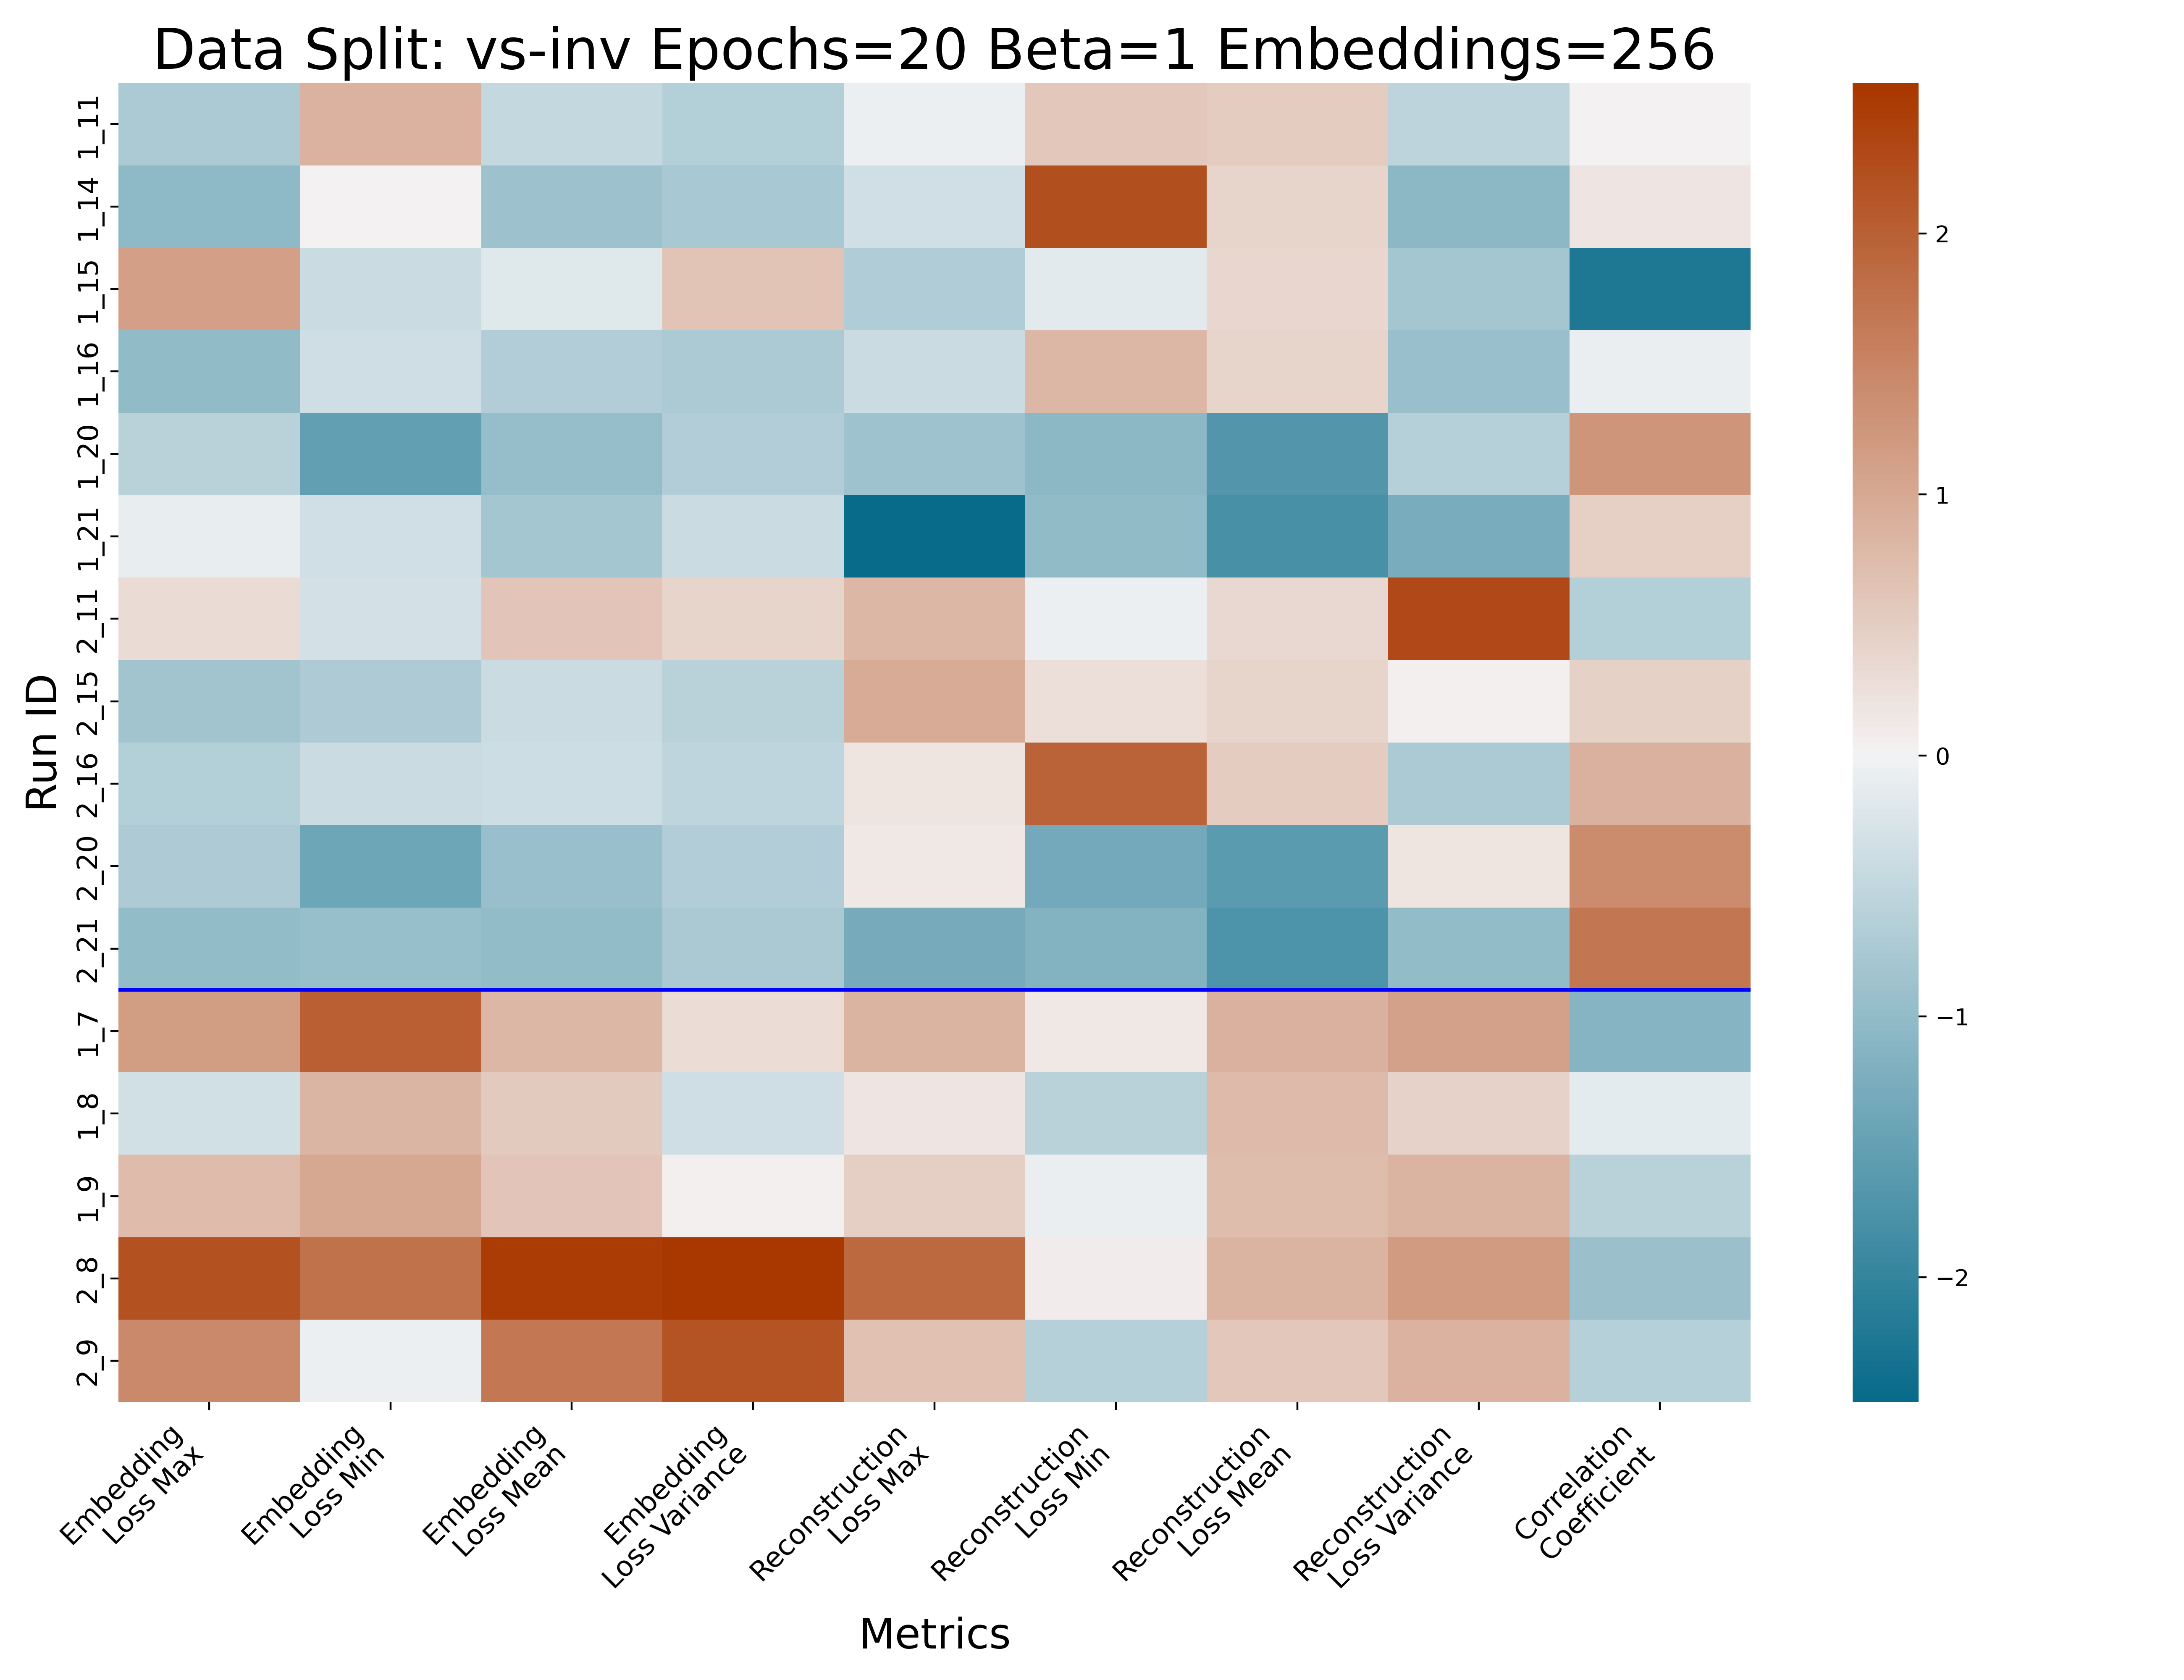 Data Split: vs-inv Epochs=20 Beta=1 Embeddings=256
Run ID
1_11
1_14
1_15
1_16
1_20
1_21
2_11
2_15
2_16
2_20
2_21
1_7
1_8
1_9
2_8
2_9
Embedding
Loss Max
Embedding
Loss Min
Embedding
Loss Mean
Embedding
Loss Variance
Reconstruction
Loss Max
Reconstruction
Loss Min
Reconstruction
Loss Mean
Reconstruction
Loss Variance
Correlation
Coefficient
Metrics
2
1
0
−1
−2